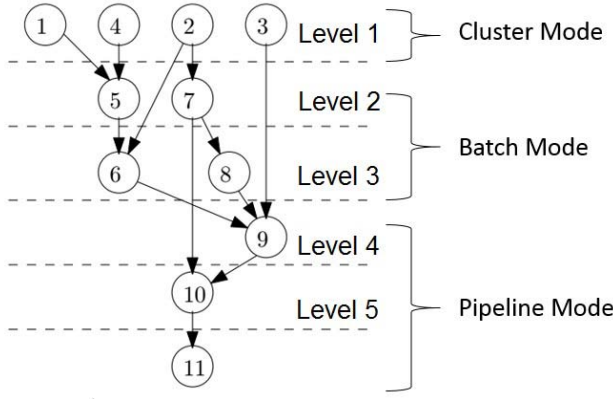 1 4 2 3 Level 1 Cluster Mode
5 7 Level 2
Batch Mode
6 8 Level 3
9 Level 4
10 Level 5 Pipeline Mode
11